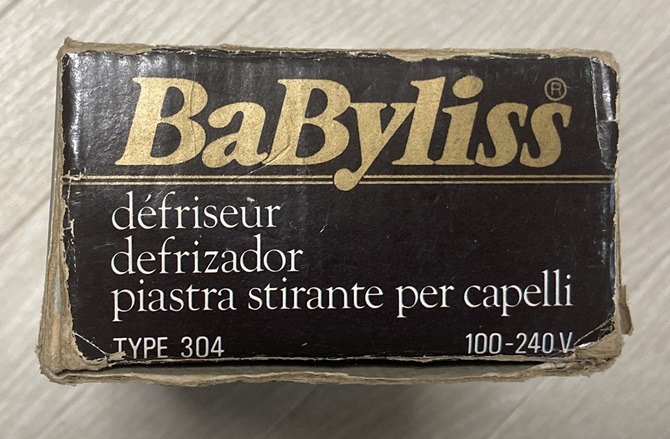 BaByliss®
défriseur
defrizador
piastra stirante per capelli
TYPE 304 100-240 V